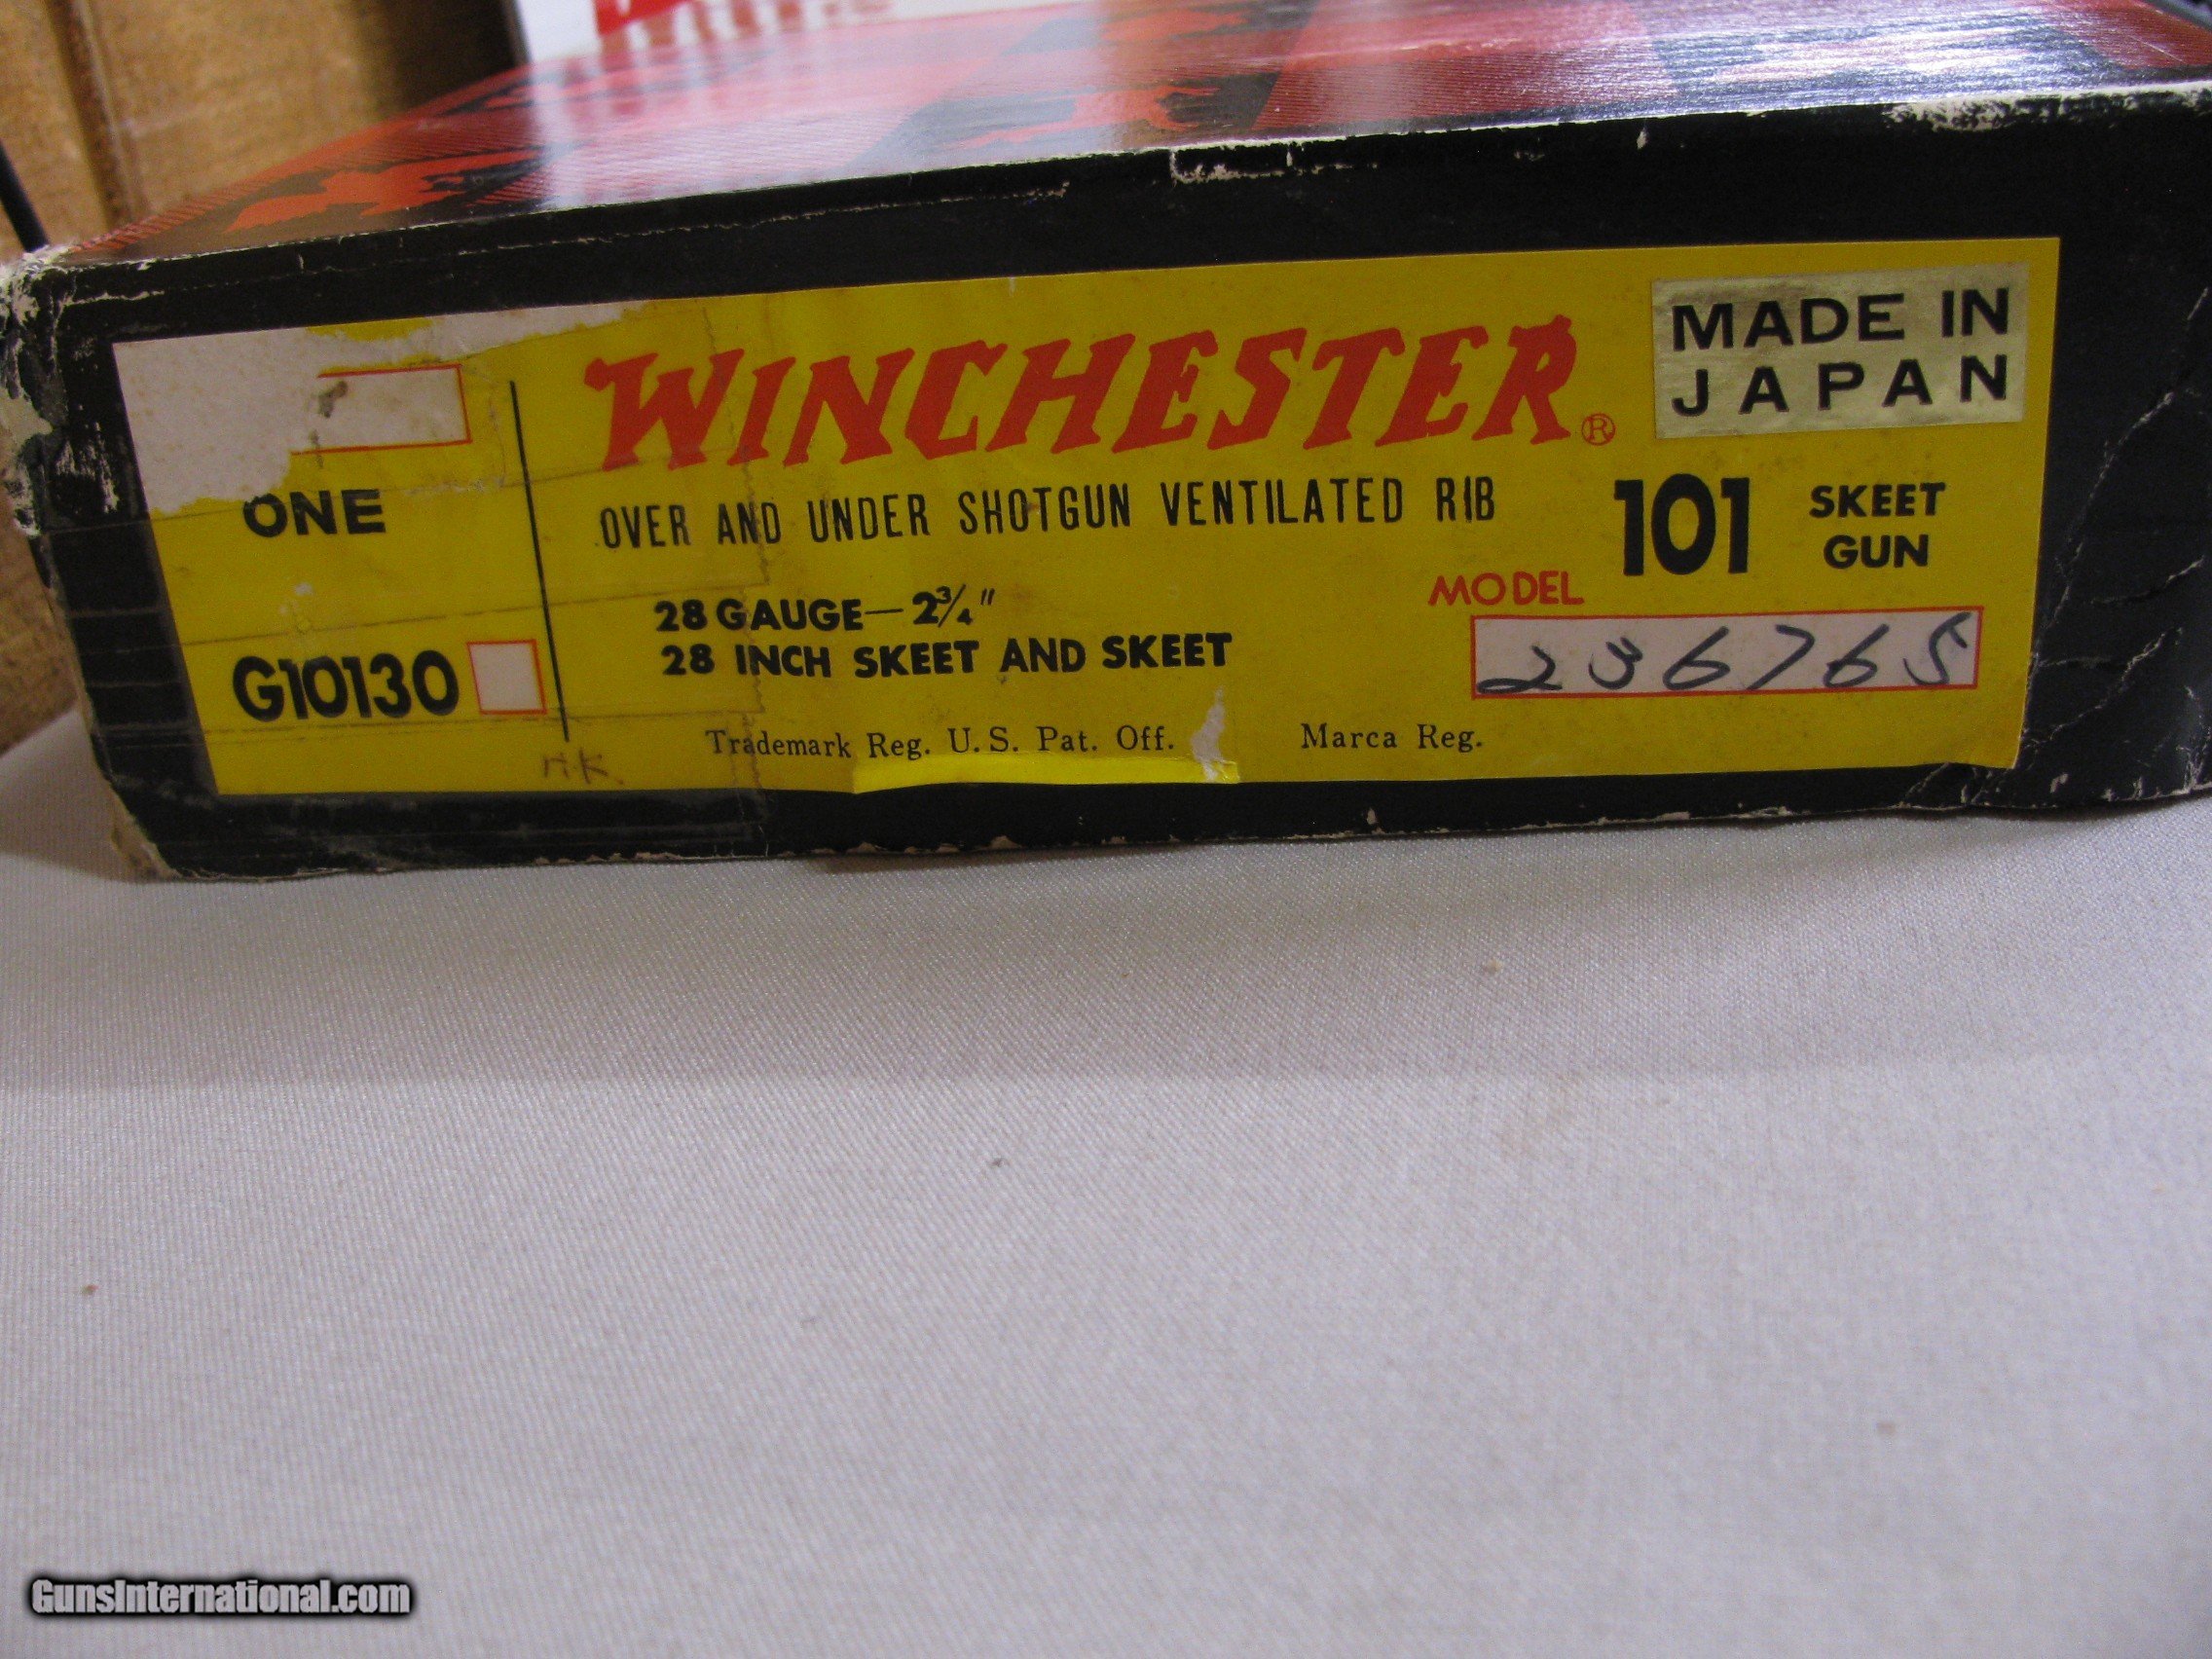 WINCHESTER®
MADE IN
JAPAN
ONE
OVER AND UNDER SHOTGUN VENTILATED RIB
101 SKEET
GUN
MODEL
28 GAUGE—2¾"
28 INCH SKEET AND SKEET
236765
G10130
Trademark Reg. U.S. Pat. Off.
Marca Reg.
H.K.
GunsInternational.com